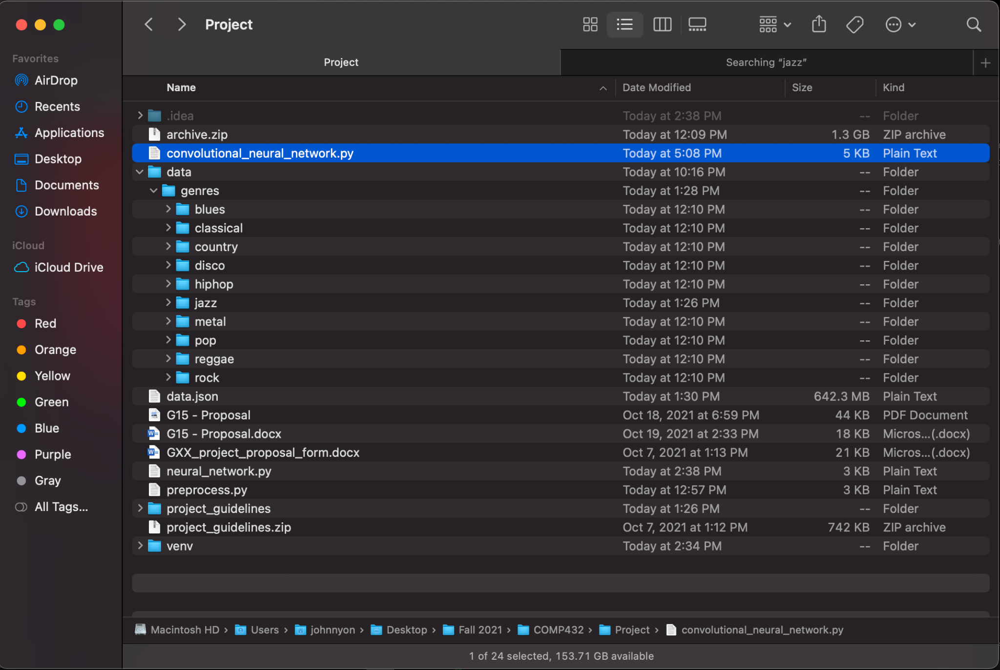 Project
Favorites
AirDrop
Recents
Applications
Desktop
Documents
Downloads
iCloud
iCloud Drive
Tags
Red
Orange
Yellow
Green
Blue
Purple
Gray
All Tags...
Project Searching “jazz”
Name Date Modified Size Kind
.idea Today at 2:38 PM -- Folder
archive.zip Today at 12:09 PM 1.3 GB ZIP archive
convolutional_neural_network.py Today at 5:08 PM 5 KB Plain Text
data Today at 10:16 PM -- Folder
genres Today at 1:28 PM -- Folder
blues Today at 12:10 PM -- Folder
classical Today at 12:10 PM -- Folder
country Today at 12:10 PM -- Folder
disco Today at 12:10 PM -- Folder
hiphop Today at 12:10 PM -- Folder
jazz Today at 1:26 PM -- Folder
metal Today at 12:10 PM -- Folder
pop Today at 12:10 PM -- Folder
reggae Today at 12:10 PM -- Folder
rock Today at 12:10 PM -- Folder
data.json Today at 1:30 PM 642.3 MB Plain Text
G15 - Proposal Oct 18, 2021 at 6:59 PM 44 KB PDF Document
G15 - Proposal.docx Oct 19, 2021 at 2:33 PM 18 KB Micros...(.docx)
GXX_project_proposal_form.docx Oct 7, 2021 at 1:13 PM 21 KB Micros...(.docx)
neural_network.py Today at 2:38 PM 3 KB Plain Text
preprocess.py Today at 12:57 PM 3 KB Plain Text
project_guidelines Today at 1:26 PM -- Folder
project_guidelines.zip Oct 7, 2021 at 1:12 PM 742 KB ZIP archive
venv Today at 2:34 PM -- Folder
Macintosh HD › Users › johnnyon › Desktop › Fall 2021 › COMP432 › Project › convolutional_neural_network.py
1 of 24 selected, 153.71 GB available